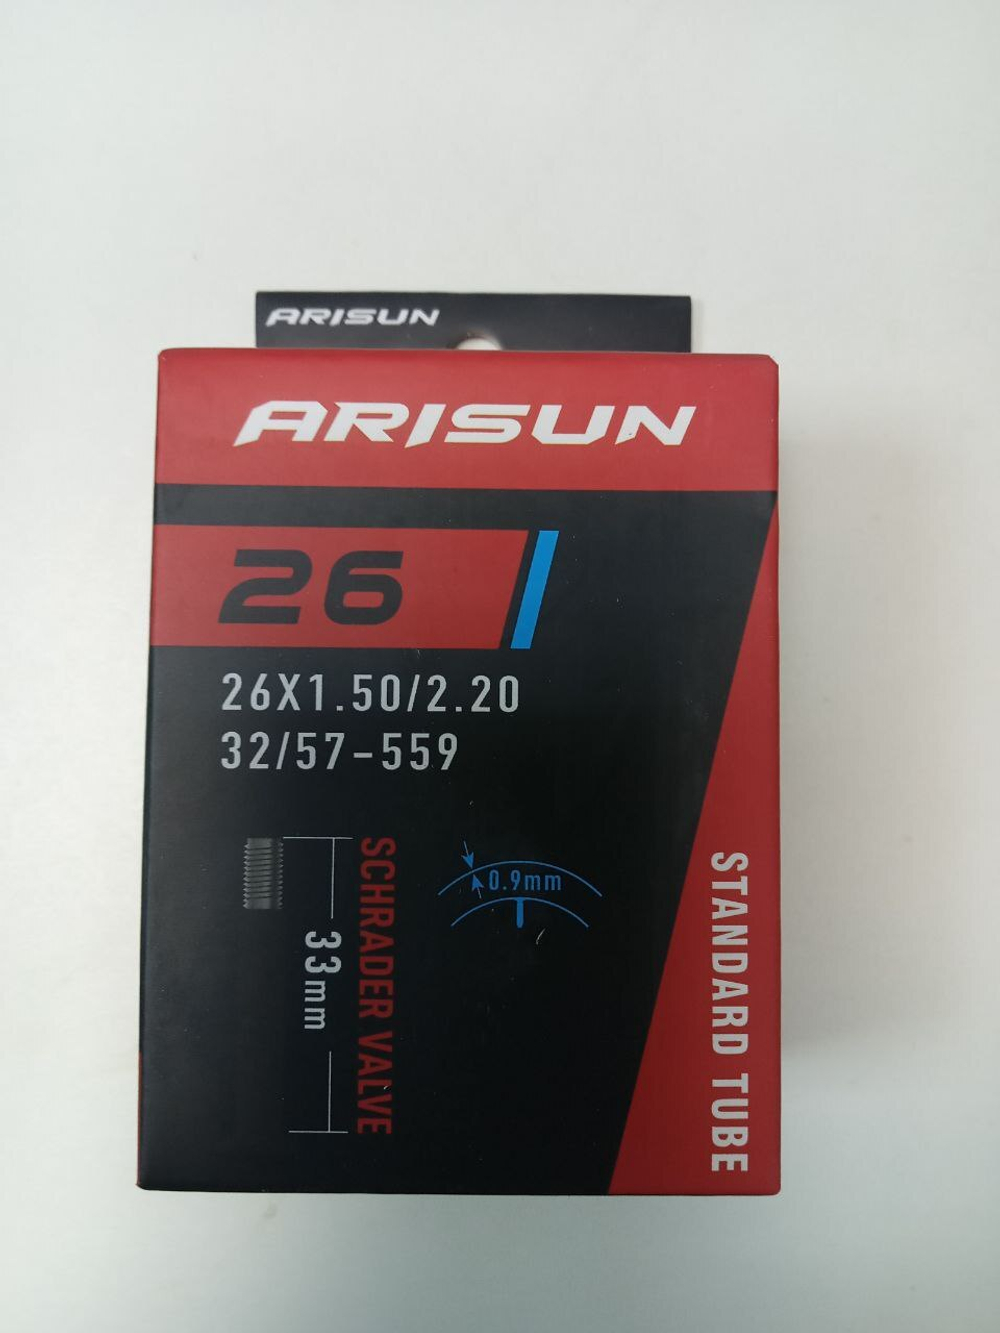 ARISUN
ARISUN
26
26X1.50/2.20
32/57-559
SCHRADER VALVE
33mm
0.9mm
STANDARD TUBE